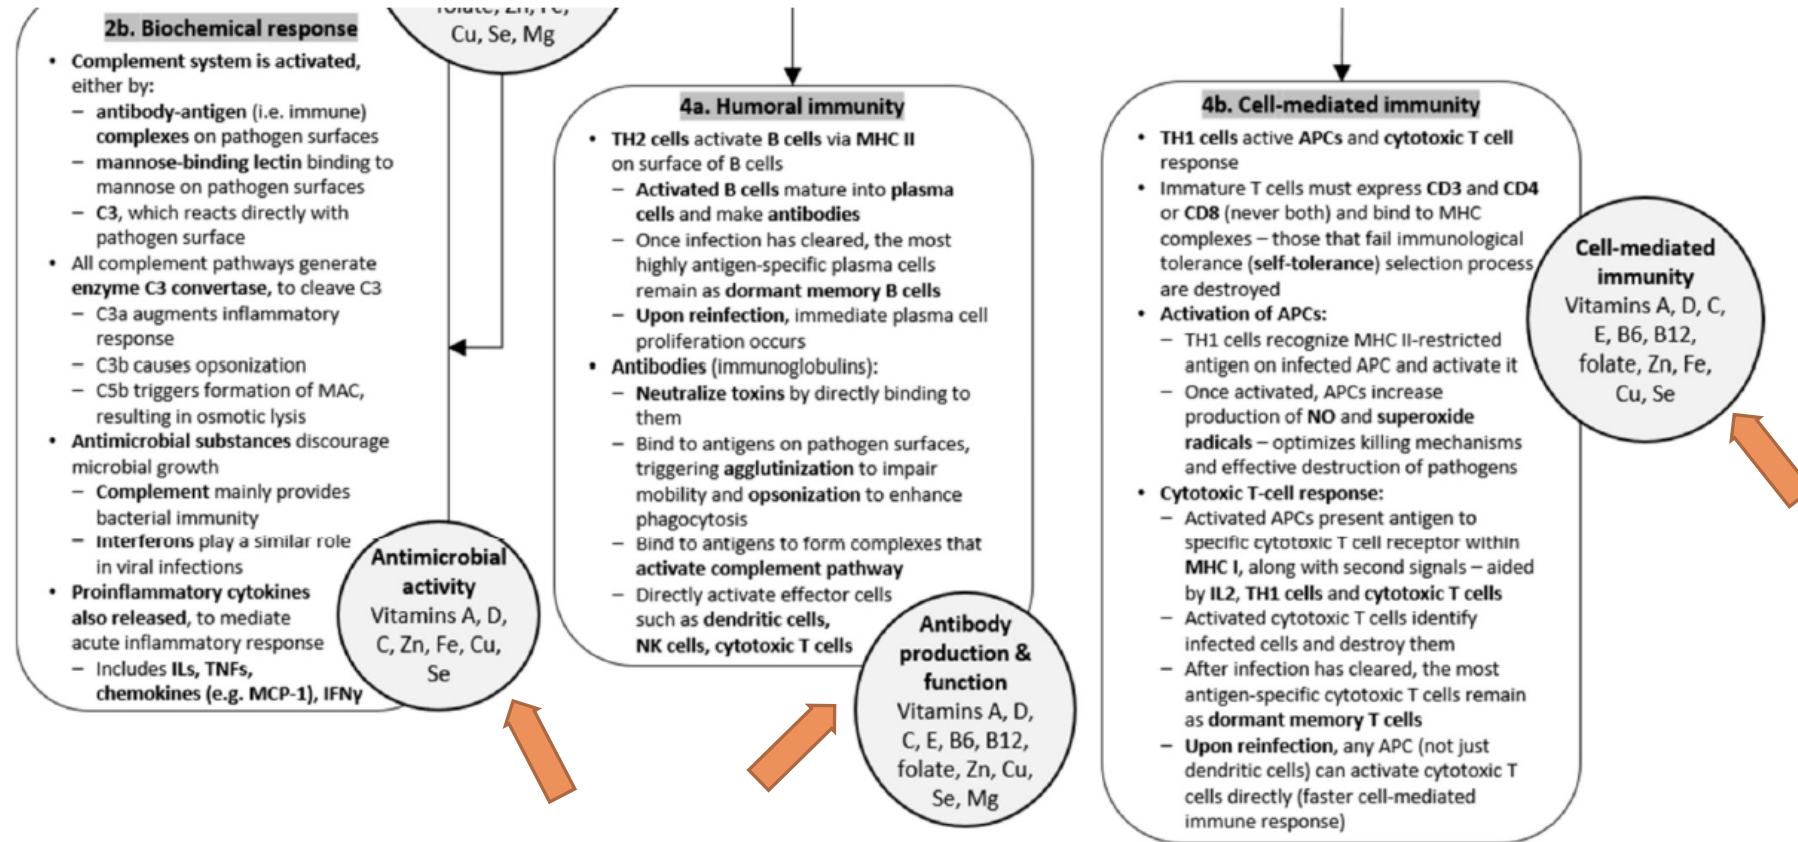 2b. Biochemical response
• Complement system is activated,
either by:
– antibody-antigen (i.e. immune)
complexes on pathogen surfaces
– mannose-binding lectin binding to
mannose on pathogen surfaces
– C3, which reacts directly with
pathogen surface
• All complement pathways generate
enzyme C3 convertase, to cleave C3
– C3a augments inflammatory
response
– C3b causes opsonization
– C5b triggers formation of MAC,
resulting in osmotic lysis
• Antimicrobial substances discourage
microbial growth
– Complement mainly provides
bacterial immunity
– Interferons play a similar role
in viral infections
• Proinflammatory cytokines
also released, to mediate
acute inflammatory response
– Includes ILs, TNFs,
chemokines (e.g. MCP-1), IFNγ
folate, Zn, Fe,
Cu, Se, Mg
Antimicrobial
activity
Vitamins A, D,
C, Zn, Fe, Cu,
Se
4a. Humoral immunity
• TH2 cells activate B cells via MHC II
on surface of B cells
– Activated B cells mature into plasma
cells and make antibodies
– Once infection has cleared, the most
highly antigen-specific plasma cells
remain as dormant memory B cells
– Upon reinfection, immediate plasma cell
proliferation occurs
• Antibodies (immunoglobulins):
– Neutralize toxins by directly binding to
them
– Bind to antigens on pathogen surfaces,
triggering agglutinization to impair
mobility and opsonization to enhance
phagocytosis
– Bind to antigens to form complexes that
activate complement pathway
– Directly activate effector cells
such as dendritic cells,
NK cells, cytotoxic T cells
Antibody
production &
function
Vitamins A, D,
C, E, B6, B12,
folate, Zn, Cu,
Se, Mg
4b. Cell-mediated immunity
• TH1 cells active APCs and cytotoxic T cell
response
• Immature T cells must express CD3 and CD4
or CD8 (never both) and bind to MHC
complexes – those that fail immunological
tolerance (self-tolerance) selection process
are destroyed
• Activation of APCs:
– TH1 cells recognize MHC II-restricted
antigen on infected APC and activate it
– Once activated, APCs increase
production of NO and superoxide
radicals – optimizes killing mechanisms
and effective destruction of pathogens
• Cytotoxic T-cell response:
– Activated APCs present antigen to
specific cytotoxic T cell receptor within
MHC I, along with second signals – aided
by IL2, TH1 cells and cytotoxic T cells
– Activated cytotoxic T cells identify
infected cells and destroy them
– After infection has cleared, the most
antigen-specific cytotoxic T cells remain
as dormant memory T cells
– Upon reinfection, any APC (not just
dendritic cells) can activate cytotoxic T
cells directly (faster cell-mediated
immune response)
Cell-mediated
immunity
Vitamins A, D, C,
E, B6, B12,
folate, Zn, Fe,
Cu, Se